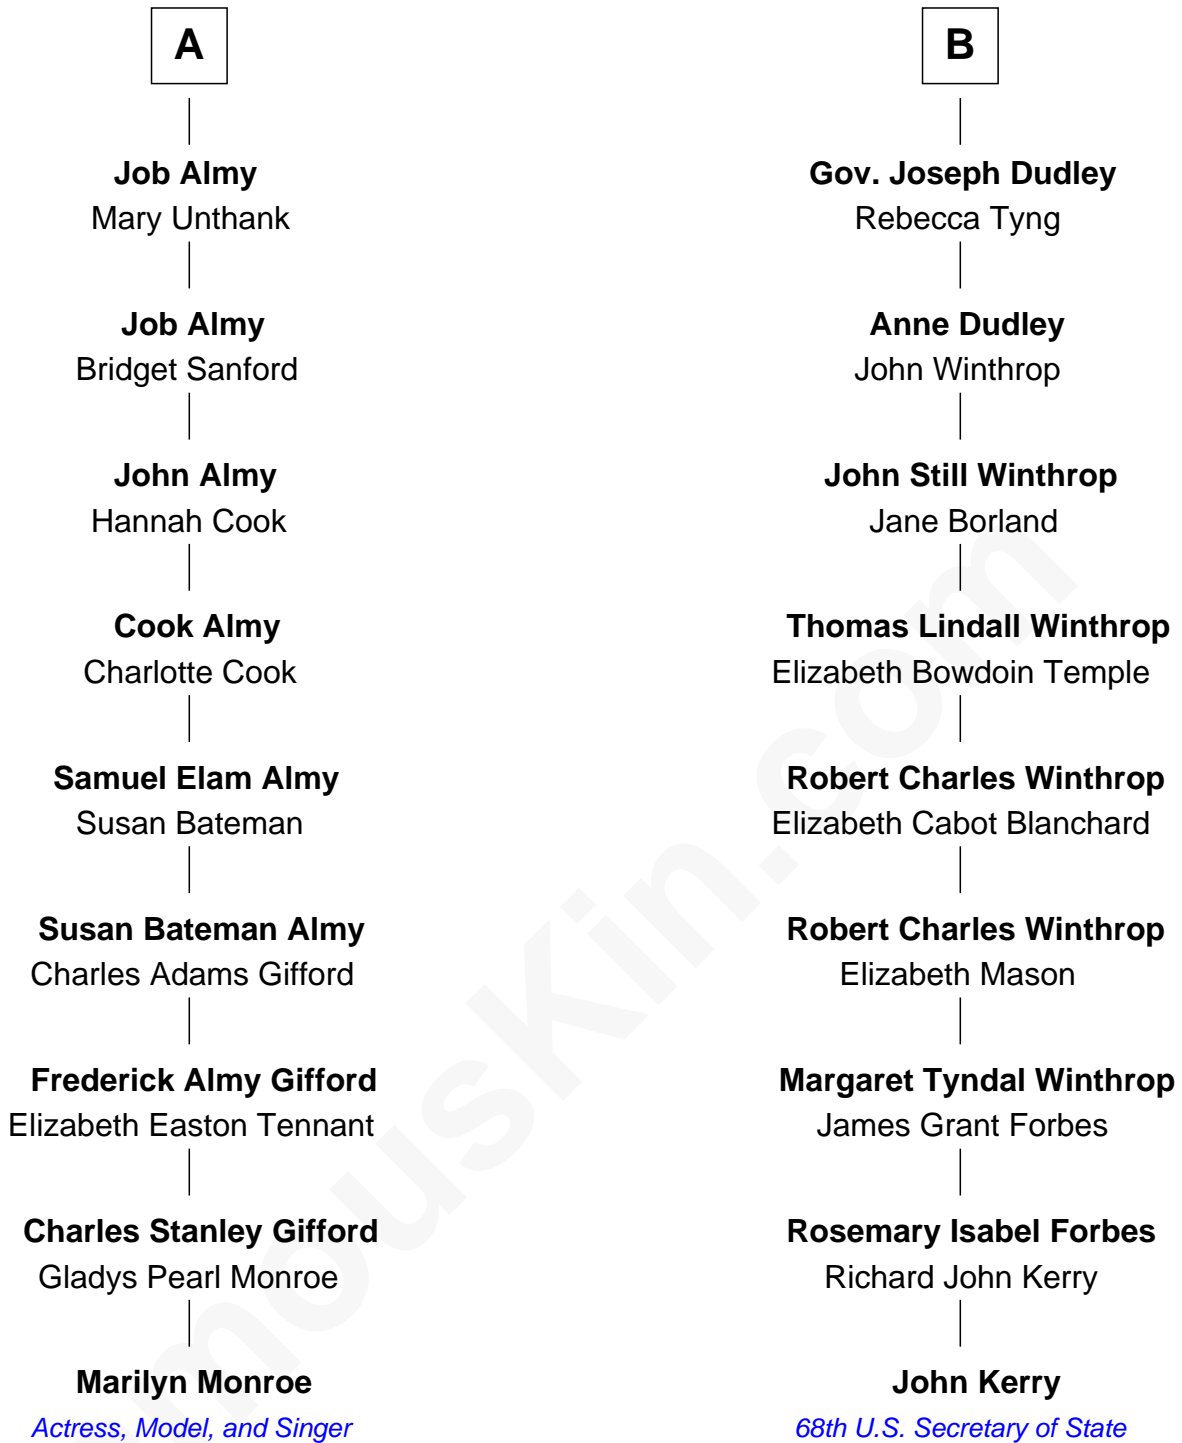 A
Job Almy
Mary Unthank
Job Almy
Bridget Sanford
John Almy
Hannah Cook
Cook Almy
Charlotte Cook
Samuel Elam Almy
Susan Bateman
Susan Bateman Almy
Charles Adams Gifford
Frederick Almy Gifford
Elizabeth Easton Tennant
Charles Stanley Gifford
Gladys Pearl Monroe
Marilyn Monroe
Actress, Model, and Singer
B
Gov. Joseph Dudley
Rebecca Tyng
Anne Dudley
John Winthrop
John Still Winthrop
Jane Borland
Thomas Lindall Winthrop
Elizabeth Bowdoin Temple
Robert Charles Winthrop
Elizabeth Cabot Blanchard
Robert Charles Winthrop
Elizabeth Mason
Margaret Tyndal Winthrop
James Grant Forbes
Rosemary Isabel Forbes
Richard John Kerry
John Kerry
68th U.S. Secretary of State
mousKin.com